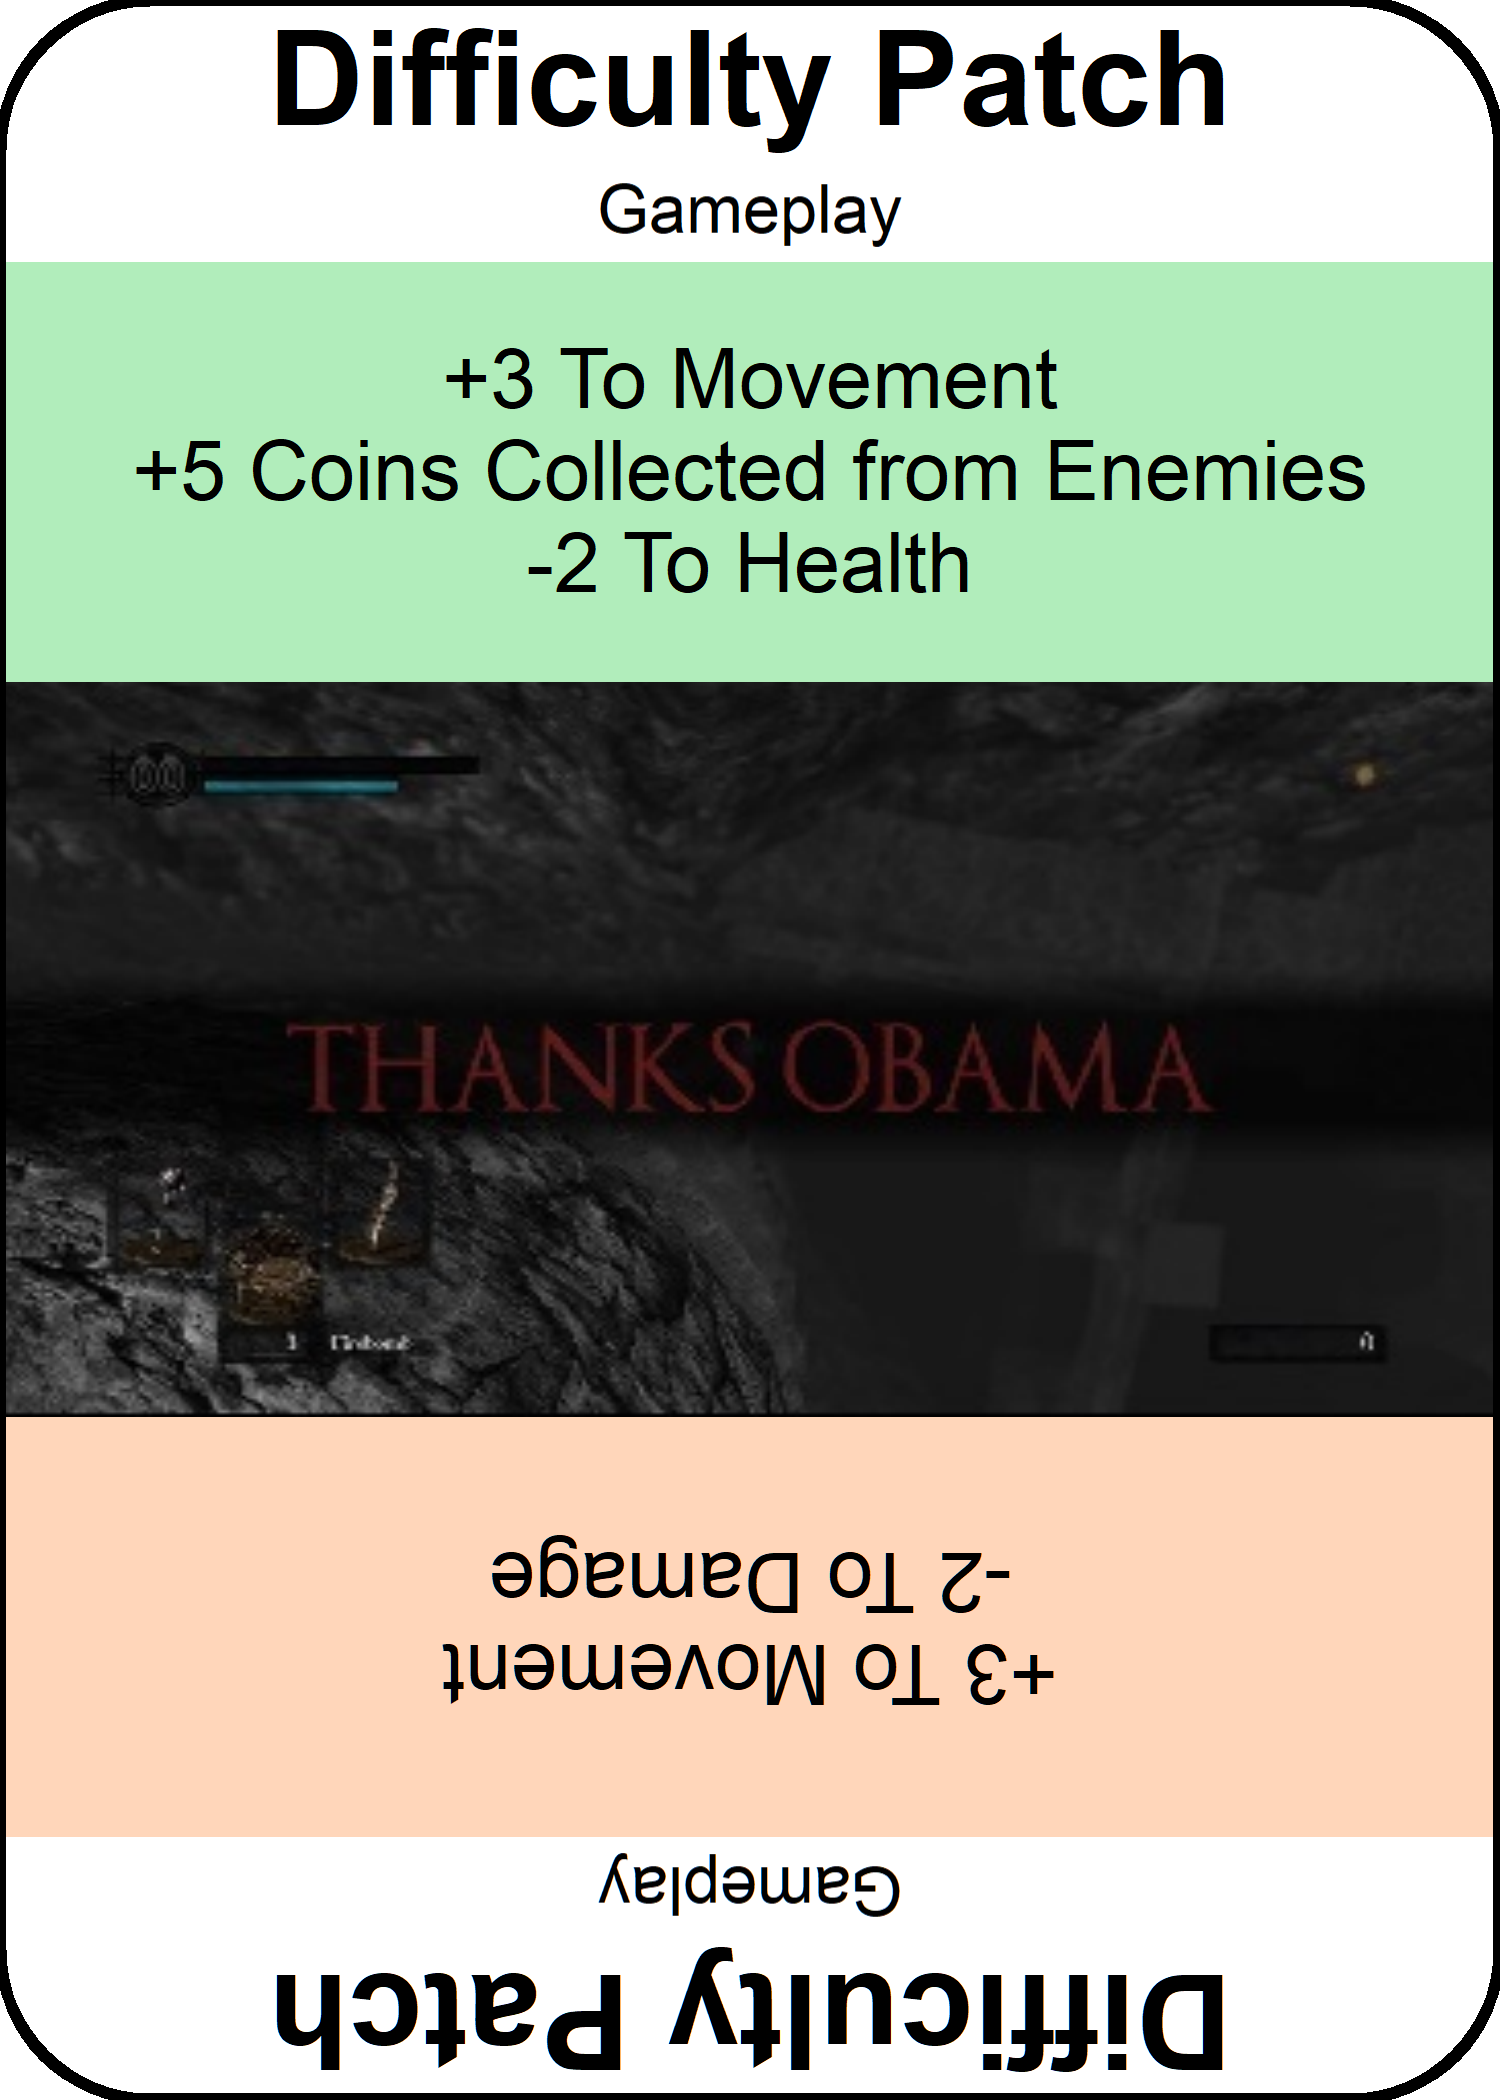 Difficulty Patch
Gameplay
+3 To Movement
+5 Coins Collected from Enemies
-2 To Health
THANKS OBAMA
+3 To Movement
-2 To Damage
Gameplay
Difficulty Patch